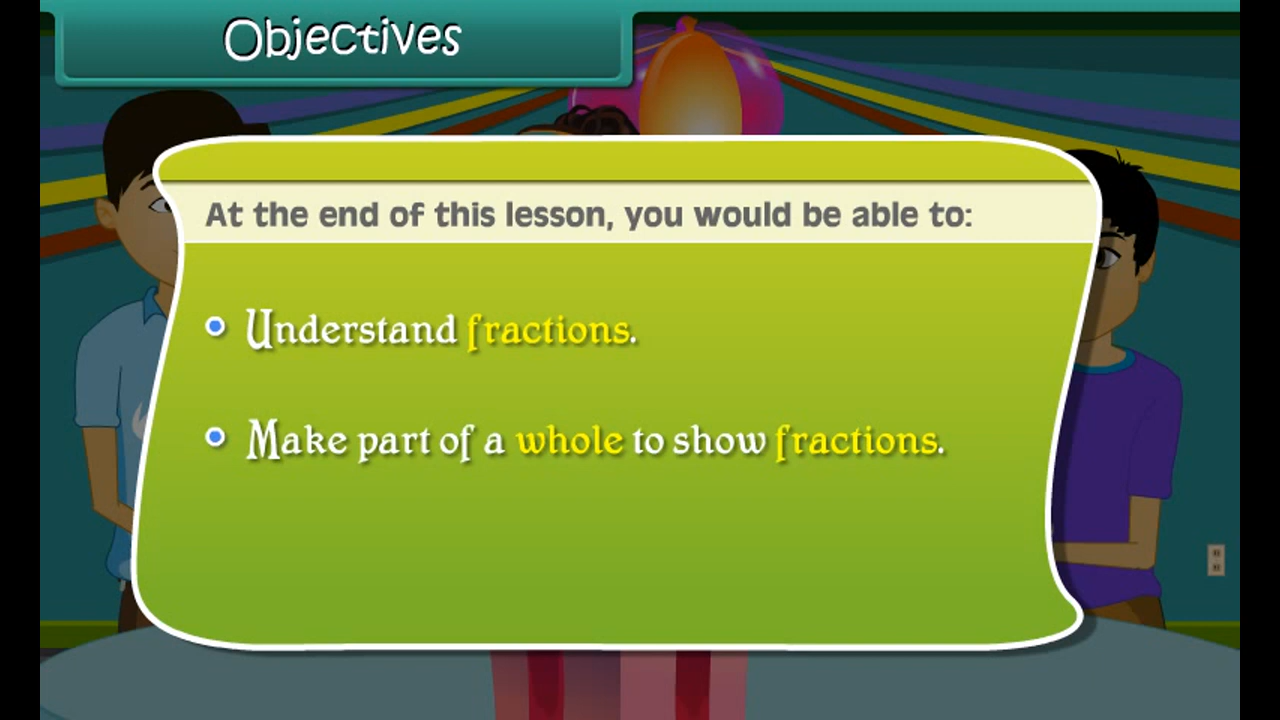 Objectives
At the end of this lesson, you would be able to:
Understand fractions.
Make part of a whole to show fractions.